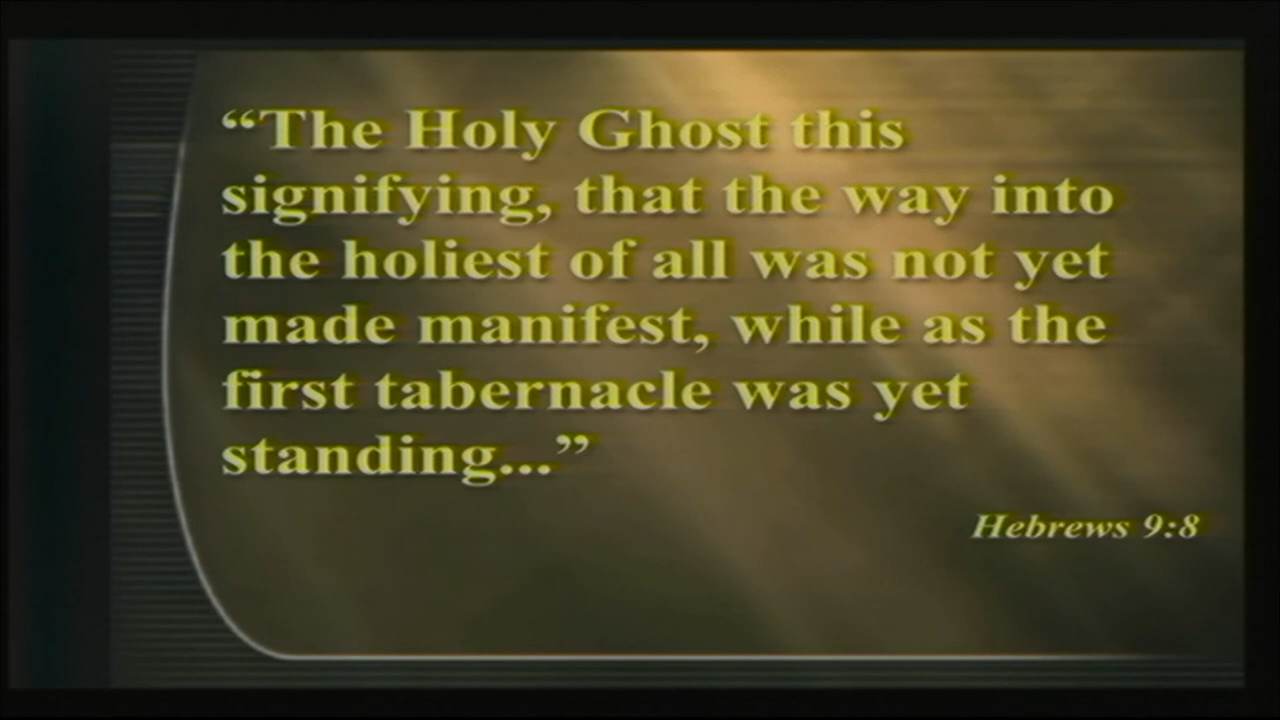 “The Holy Ghost this
signifying, that the way into
the holiest of all was not yet
made manifest, while as the
first tabernacle was yet
standing...”
Hebrews 9:8